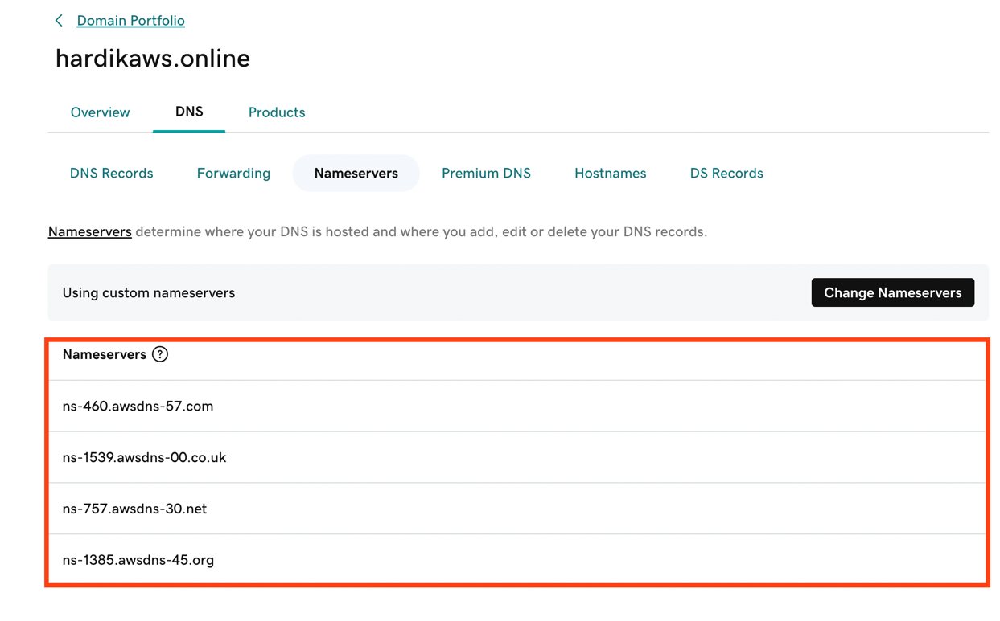 Domain Portfolio
hardikaws.online
Overview DNS Products
DNS Records Forwarding Nameservers Premium DNS Hostnames DS Records
Nameservers determine where your DNS is hosted and where you add, edit or delete your DNS records.
Using custom nameservers Change Nameservers
Nameservers ?
ns-460.awsdns-57.com
ns-1539.awsdns-00.co.uk
ns-757.awsdns-30.net
ns-1385.awsdns-45.org